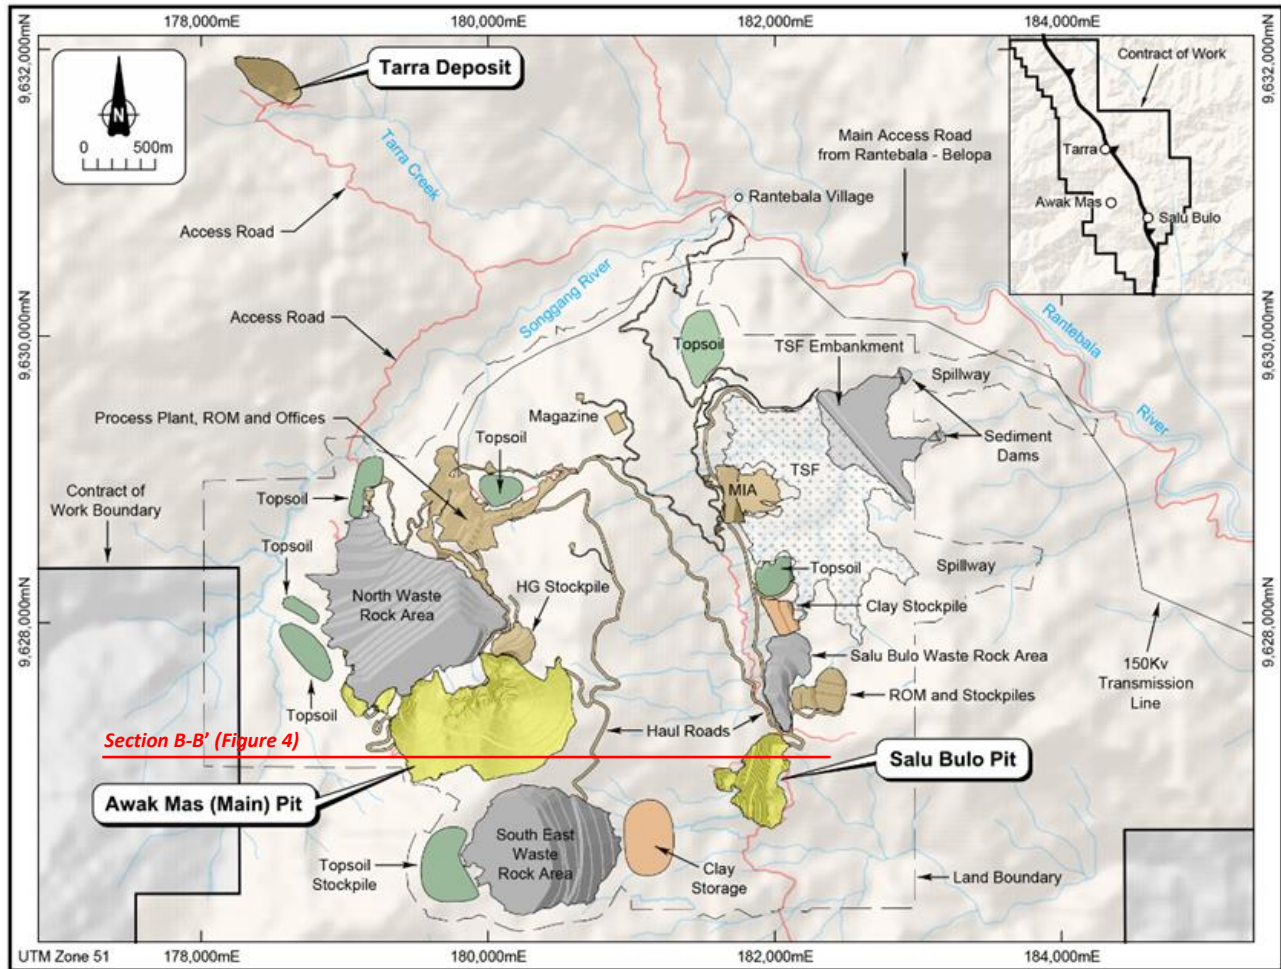 178,000mE
180,000mE
182,000mE
184,000mE
9,632,000mN
9,632,000mN
N
0 500m
Tarra Deposit
Contract of Work
Tarra
Awak Mas
Salu Bulo
Main Access Road
from Rantebala - Belopa
Tarra Creek
Rantebala Village
Access Road
Songgang River
Access Road
Rantebala
River
9,630,000mN
9,630,000mN
Topsoil
TSF Embankment
Spillway
Process Plant, ROM and Offices
Magazine
Topsoil
Sediment
Dams
TSF
MIA
Contract of
Work Boundary
Topsoil
Topsoil
Topsoil
Spillway
North Waste
Rock Area
HG Stockpile
Clay Stockpile
9,628,000mN
9,628,000mN
Salu Bulo Waste Rock Area
150Kv
Transmission
Line
ROM and Stockpiles
Topsoil
Haul Roads
Section B-B' (Figure 4)
Salu Bulo Pit
Awak Mas (Main) Pit
South East
Waste
Rock Area
Topsoil
Stockpile
Clay
Storage
Land Boundary
UTM Zone 51
178,000mE
180,000mE
182,000mE
184,000mE